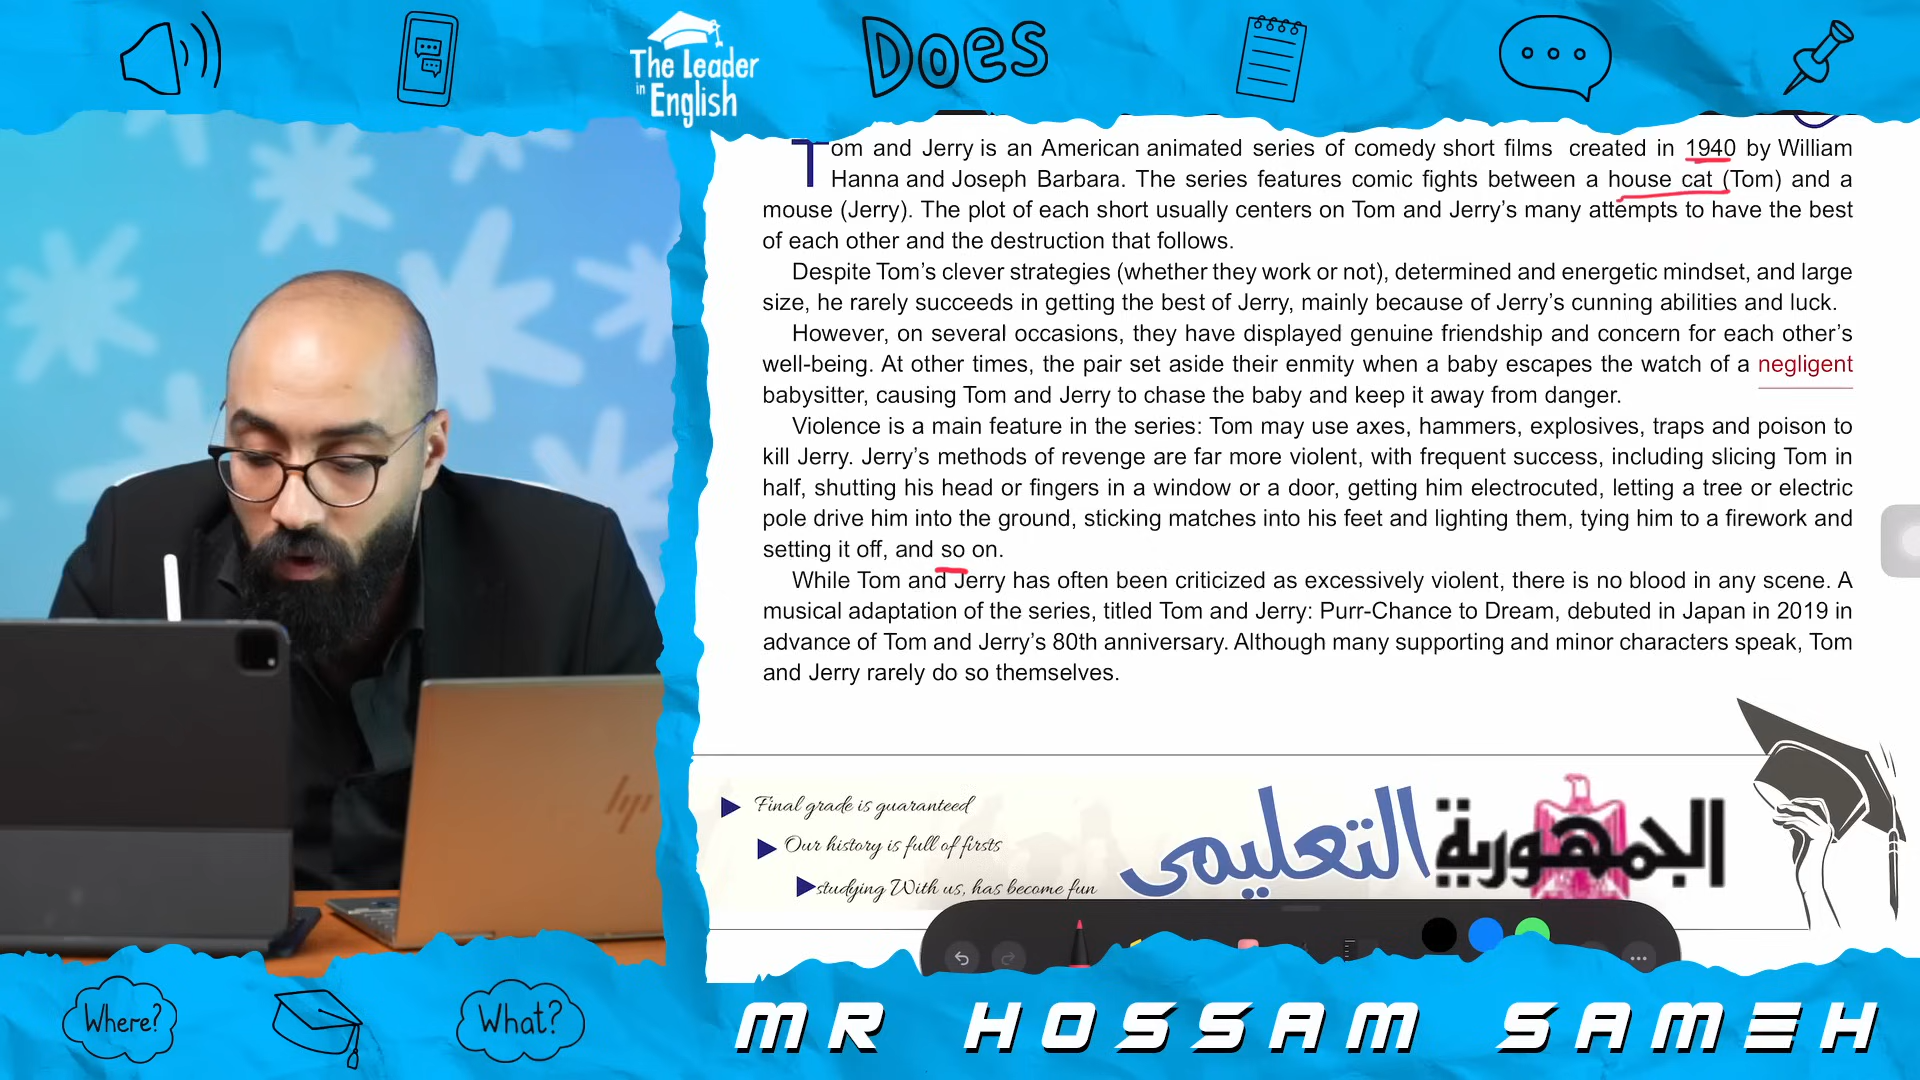 The Leader
in English
Does
Tom and Jerry is an American animated series of comedy short films created in 1940 by William
Hanna and Joseph Barbara. The series features comic fights between a house cat (Tom) and a
mouse (Jerry). The plot of each short usually centers on Tom and Jerry’s many attempts to have the best
of each other and the destruction that follows.
Despite Tom’s clever strategies (whether they work or not), determined and energetic mindset, and large
size, he rarely succeeds in getting the best of Jerry, mainly because of Jerry’s cunning abilities and luck.
However, on several occasions, they have displayed genuine friendship and concern for each other’s
well-being. At other times, the pair set aside their enmity when a baby escapes the watch of a negligent
babysitter, causing Tom and Jerry to chase the baby and keep it away from danger.
Violence is a main feature in the series: Tom may use axes, hammers, explosives, traps and poison to
kill Jerry. Jerry’s methods of revenge are far more violent, with frequent success, including slicing Tom in
half, shutting his head or fingers in a window or a door, getting him electrocuted, letting a tree or electric
pole drive him into the ground, sticking matches into his feet and lighting them, tying him to a firework and
setting it off, and so on.
While Tom and Jerry has often been criticized as excessively violent, there is no blood in any scene. A
musical adaptation of the series, titled Tom and Jerry: Purr-Chance to Dream, debuted in Japan in 2019 in
advance of Tom and Jerry’s 80th anniversary. Although many supporting and minor characters speak, Tom
and Jerry rarely do so themselves.
Final grade is guaranteed
Our history is full of firsts
studying With us, has become fun
الجمهورية التعليمى
hp
Where?
What?
MR HOSSAM SAMEH